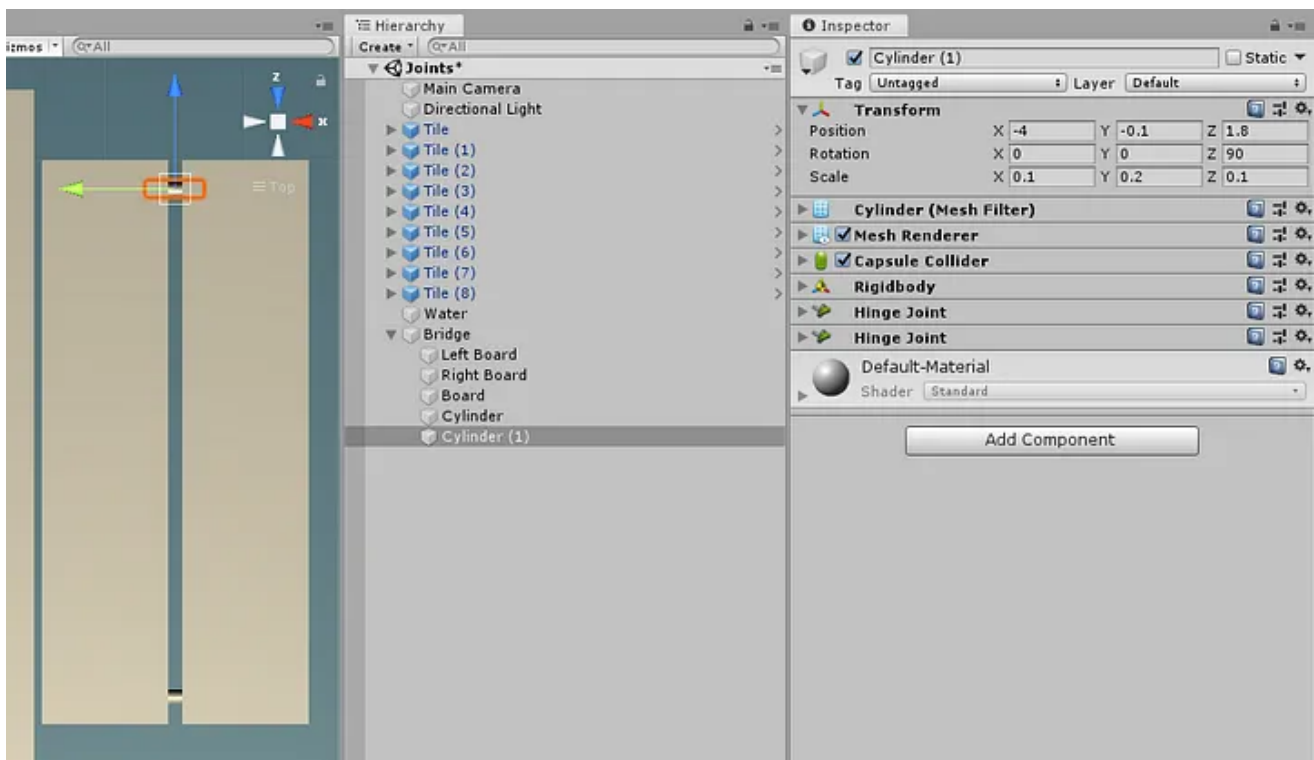 izmos
All
z
x
Top
Hierarchy
Create
All
Joints*
Main Camera
Directional Light
Tile
Tile (1)
Tile (2)
Tile (3)
Tile (4)
Tile (5)
Tile (6)
Tile (7)
Tile (8)
Water
Bridge
Left Board
Right Board
Board
Cylinder
Cylinder (1)
Inspector
Cylinder (1) Static
Tag Untagged Layer Default
Transform
Position X -4 Y -0.1 Z 1.8
Rotation X 0 Y 0 Z 90
Scale X 0.1 Y 0.2 Z 0.1
Cylinder (Mesh Filter)
Mesh Renderer
Capsule Collider
Rigidbody
Hinge Joint
Hinge Joint
Default-Material
Shader Standard
Add Component